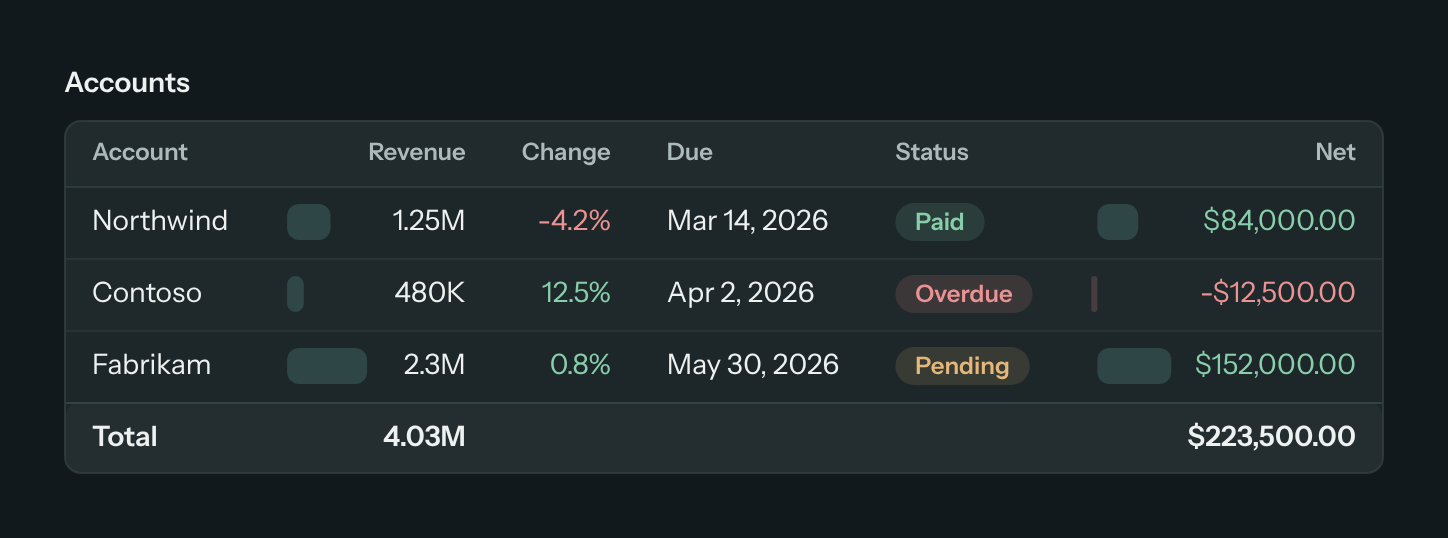 Accounts
Account Revenue Change Due Status Net
Northwind 1.25M -4.2% Mar 14, 2026 Paid $84,000.00
Contoso 480K 12.5% Apr 2, 2026 Overdue -$12,500.00
Fabrikam 2.3M 0.8% May 30, 2026 Pending $152,000.00
Total 4.03M $223,500.00